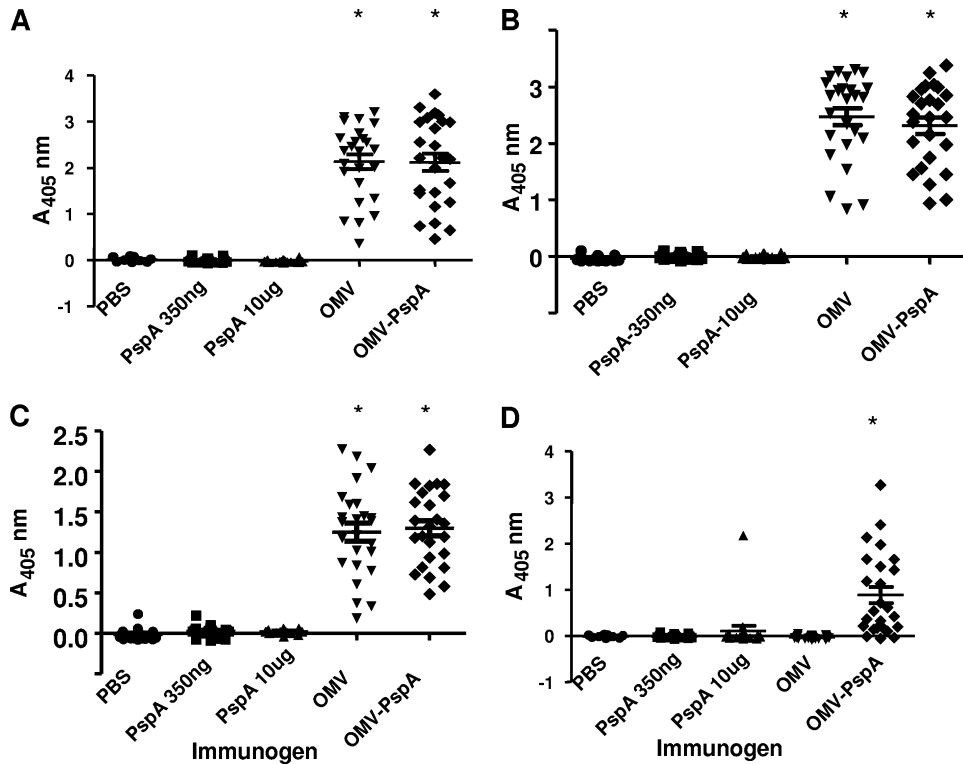 A
* *
4
3
2
1
0
-1
A405 nm
PBS
PspA 350ng
PspA 10ug
OMV
OMV-PspA
B
* *
3
2
1
0
A405 nm
PBS
PspA-350ng
PspA-10ug
OMV
OMV-PspA
C
* *
2.5
2.0
1.5
1.0
0.5
0.0
A405 nm
PBS
PspA 350ng
PspA 10ug
OMV
OMV-PspA
Immunogen
D
*
4
3
2
1
0
-1
A405 nm
PBS
PspA 350ng
PspA 10ug
OMV
OMV-PspA
Immunogen